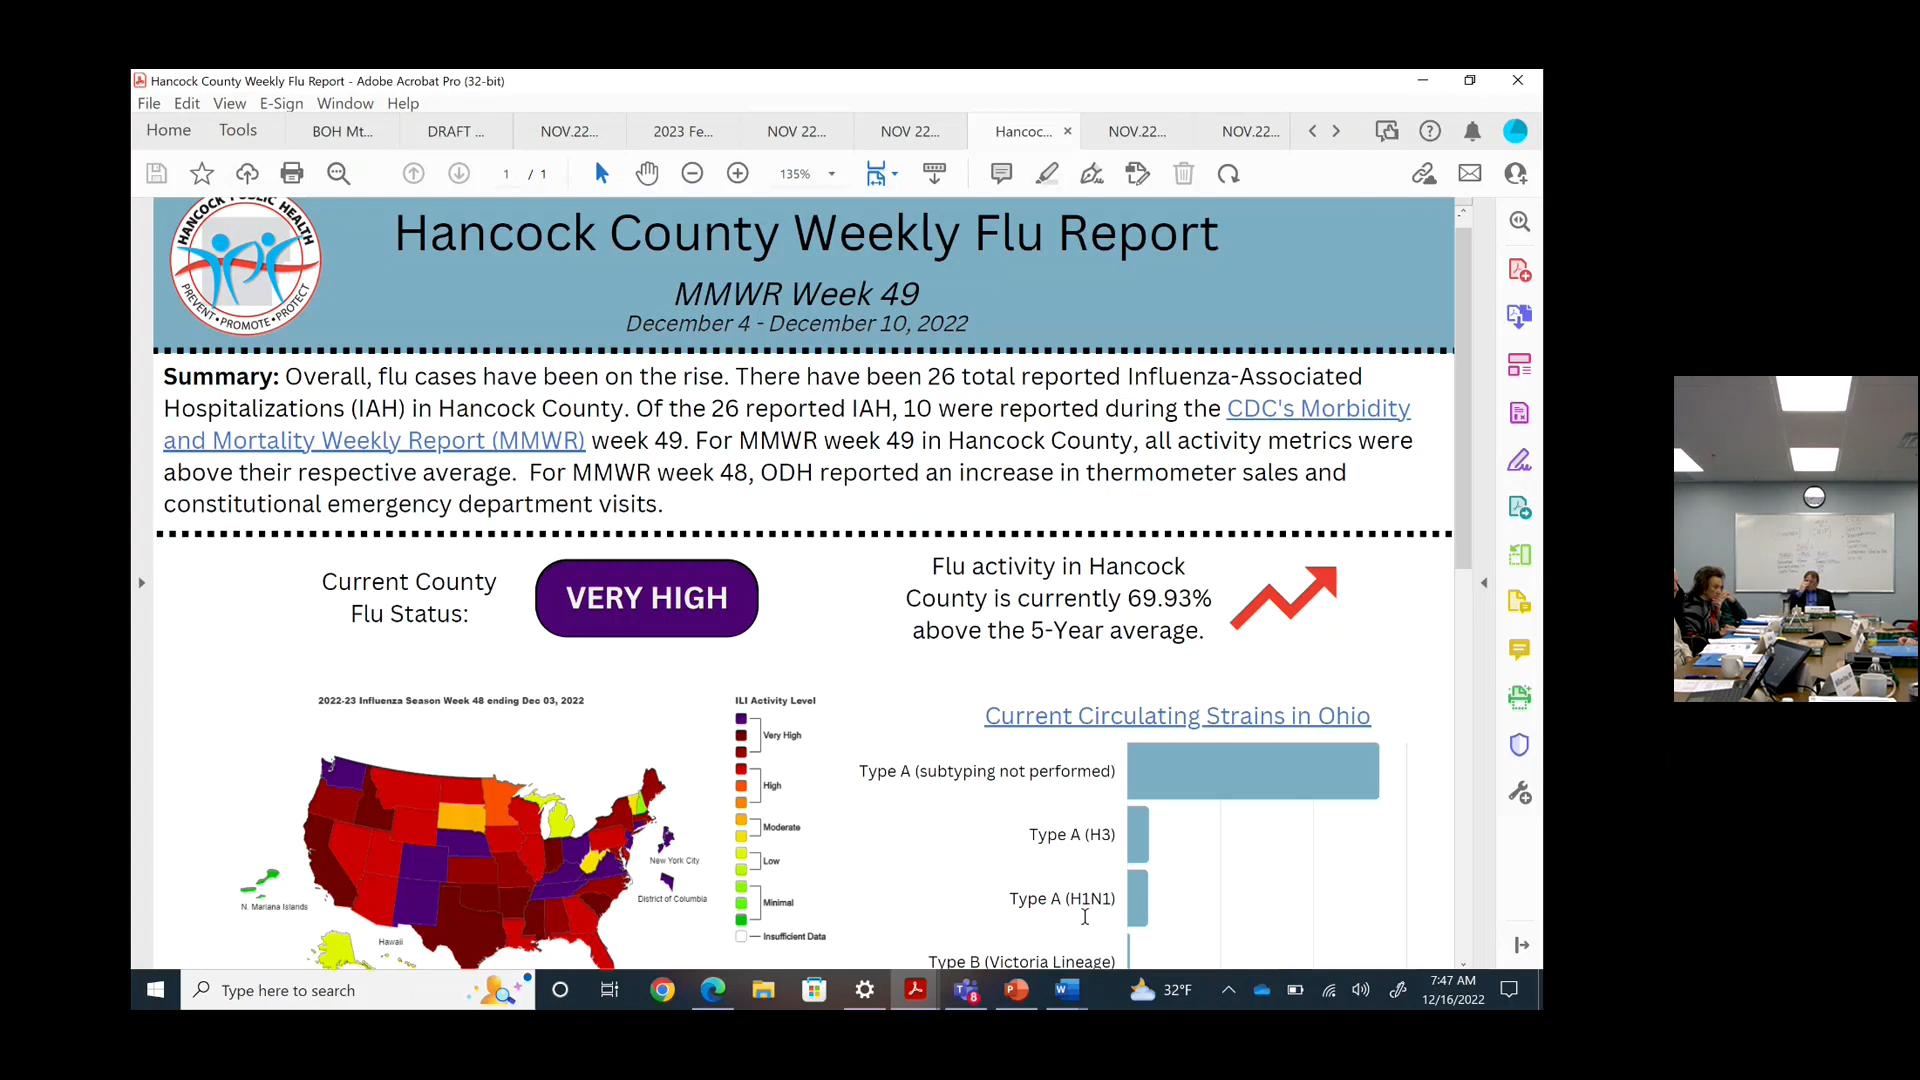 Hancock County Weekly Flu Report - Adobe Acrobat Pro (32-bit)
File Edit View E-Sign Window Help
Home Tools BOH Mt... DRAFT ... NOV.22... 2023 Fe... NOV 22... NOV 22... Hancoc... × NOV.22... NOV.22...
1 / 1 135%
HANCOCK PUBLIC HEALTH
PREVENT • PROMOTE • PROTECT
Hancock County Weekly Flu Report
MMWR Week 49
December 4 - December 10, 2022
Summary: Overall, flu cases have been on the rise. There have been 26 total reported Influenza-Associated
Hospitalizations (IAH) in Hancock County. Of the 26 reported IAH, 10 were reported during the CDC's Morbidity
and Mortality Weekly Report (MMWR) week 49. For MMWR week 49 in Hancock County, all activity metrics were
above their respective average. For MMWR week 48, ODH reported an increase in thermometer sales and
constitutional emergency department visits.
Current County
Flu Status:
VERY HIGH
Flu activity in Hancock
County is currently 69.93%
above the 5-Year average.
2022-23 Influenza Season Week 48 ending Dec 03, 2022
ILI Activity Level
Very High
High
Moderate
Low
Minimal
Insufficient Data
New York City
District of Columbia
N. Mariana Islands
Hawaii
Current Circulating Strains in Ohio
Type A (subtyping not performed)
Type A (H3)
Type A (H1N1)
Type B (Victoria Lineage)
Type here to search
8
32°F
7:47 AM
12/16/2022